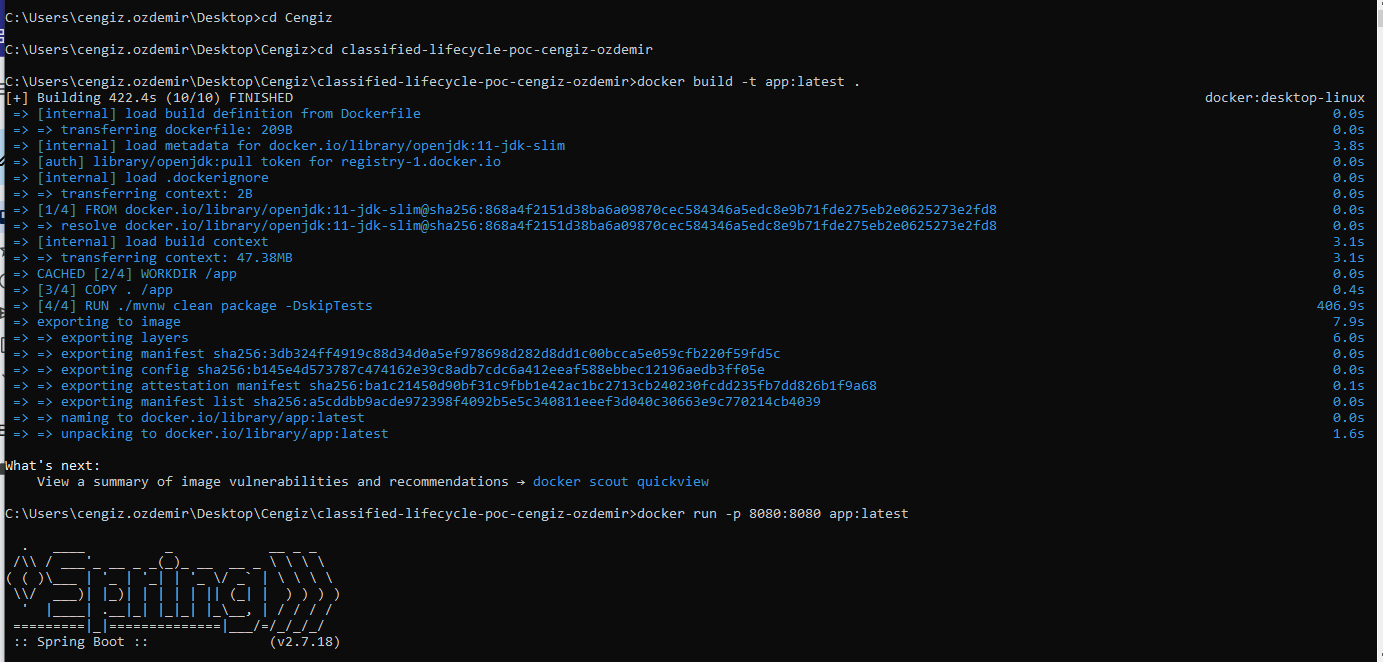 C:\Users\cengiz.ozdemir\Desktop>cd Cengiz
C:\Users\cengiz.ozdemir\Desktop\Cengiz>cd classified-lifecycle-poc-cengiz-ozdemir
C:\Users\cengiz.ozdemir\Desktop\Cengiz\classified-lifecycle-poc-cengiz-ozdemir>docker build -t app:latest .
[+] Building 422.4s (10/10) FINISHED docker:desktop-linux
=> [internal] load build definition from Dockerfile 0.0s
=> => transferring dockerfile: 209B 0.0s
=> [internal] load metadata for docker.io/library/openjdk:11-jdk-slim 3.8s
=> [auth] library/openjdk:pull token for registry-1.docker.io 0.0s
=> [internal] load .dockerignore 0.0s
=> => transferring context: 2B 0.0s
=> [1/4] FROM docker.io/library/openjdk:11-jdk-slim@sha256:868a4f2151d38ba6a09870cec584346a5edc8e9b71fde275eb2e0625273e2fd8 0.0s
=> => resolve docker.io/library/openjdk:11-jdk-slim@sha256:868a4f2151d38ba6a09870cec584346a5edc8e9b71fde275eb2e0625273e2fd8 0.0s
=> [internal] load build context 3.1s
=> => transferring context: 47.38MB 3.1s
=> CACHED [2/4] WORKDIR /app 0.0s
=> [3/4] COPY . /app 0.4s
=> [4/4] RUN ./mvnw clean package -DskipTests 406.9s
=> exporting to image 7.9s
=> => exporting layers 6.0s
=> => exporting manifest sha256:3db324ff4919c88d34d0a5ef978698d282d8dd1c00bcca5e059cfb220f59fd5c 0.0s
=> => exporting config sha256:b145e4d573787c474162e39c8adb7cdc6a412eeaf588ebbec12196aedb3ff05e 0.0s
=> => exporting attestation manifest sha256:ba1c21450d90bf31c9fbb1e42ac1bc2713cb240230fcdd235fb7dd826b1f9a68 0.1s
=> => exporting manifest list sha256:a5cddbb9acde972398f4092b5e5c340811eeef3d040c30663e9c770214cb4039 0.0s
=> => naming to docker.io/library/app:latest 0.0s
=> => unpacking to docker.io/library/app:latest 1.6s
What's next:
View a summary of image vulnerabilities and recommendations → docker scout quickview
C:\Users\cengiz.ozdemir\Desktop\Cengiz\classified-lifecycle-poc-cengiz-ozdemir>docker run -p 8080:8080 app:latest
  .   ____          _            __ _ _
 /\\ / ___'_ __ _ _(_)_ __  __ _ \ \ \ \
( ( )\___ | '_ | '_| | '_ \/ _` | \ \ \ \
 \\/  ___)| |_)| | | | | || (_| |  ) ) ) )
  '  |____| .__|_| |_|_| |_\__, | / / / /
 =========|_|==============|___/=/_/_/_/
 :: Spring Boot ::                (v2.7.18)